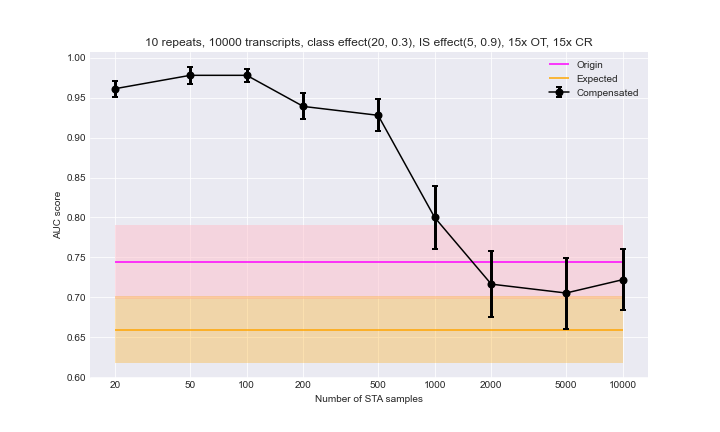 10 repeats, 10000 transcripts, class effect(20, 0.3), IS effect(5, 0.9), 15x OT, 15x CR
1.00
0.95
0.90
0.85
0.80
0.75
0.70
0.65
0.60
AUC score
Origin
Expected
Compensated
20 50 100 200 500 1000 2000 5000 10000
Number of STA samples